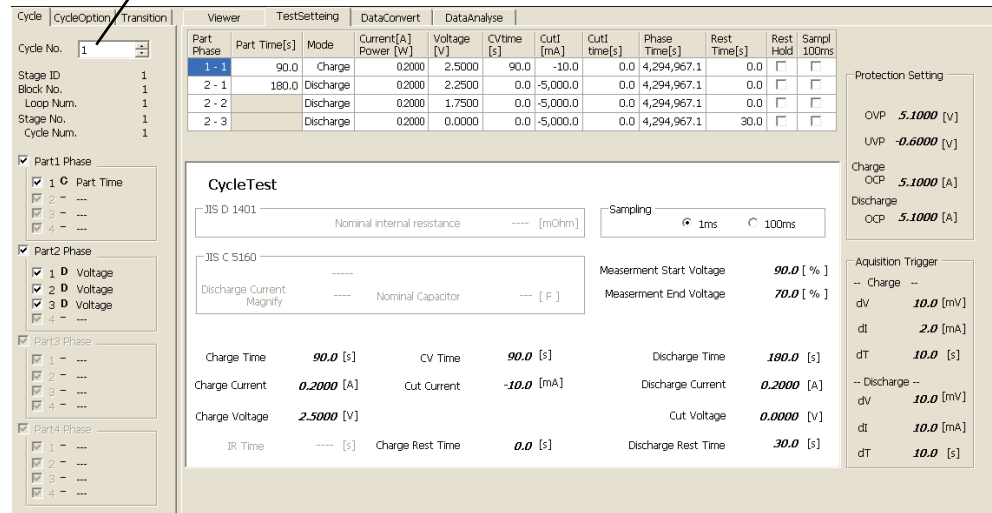 Cycle CycleOption Transition
Cycle No. 1
Stage ID 1
Block No. 1
Loop Num. 1
Stage No. 1
Cycle Num. 1
Part1 Phase
1 C Part Time
2 - ---
3 - ---
4 - ---
Part2 Phase
1 D Voltage
2 D Voltage
3 D Voltage
4 - ---
Part3 Phase
1 - ---
2 - ---
3 - ---
4 - ---
Part4 Phase
1 - ---
2 - ---
3 - ---
4 - ---
Viewer TestSetteing DataConvert DataAnalyse
Part Phase Part Time[s] Mode Current[A] Power [W] Voltage [V] CVtime [s] CutI [mA] CutI time[s] Phase Time[s] Rest Time[s] Rest Hold Sampl 100ms
1 - 1 90.0 Charge 0.2000 2.5000 90.0 -10.0 0.0 4,294,967.1 0.0
2 - 1 180.0 Discharge 0.2000 2.2500 0.0 -5,000.0 0.0 4,294,967.1 0.0
2 - 2 Discharge 0.2000 1.7500 0.0 -5,000.0 0.0 4,294,967.1 0.0
2 - 3 Discharge 0.2000 0.0000 0.0 -5,000.0 0.0 4,294,967.1 30.0
CycleTest
JIS D 1401
Nominal internal resistance ---- [mOhm]
Sampling
1ms 100ms
JIS C 5160
-----
Discharge Current Magnify ---- Nominal Capacitor --- [ F ]
Measerment Start Voltage 90.0 [ % ]
Measerment End Voltage 70.0 [ % ]
Charge Time 90.0 [s] CV Time 90.0 [s] Discharge Time 180.0 [s]
Charge Current 0.2000 [A] Cut Current -10.0 [mA] Discharge Current 0.2000 [A]
Charge Voltage 2.5000 [V] Cut Voltage 0.0000 [V]
IR Time ---- [s] Charge Rest Time 0.0 [s] Discharge Rest Time 30.0 [s]
Protection Setting
OVP 5.1000 [V]
UVP -0.6000 [V]
Charge
OCP 5.1000 [A]
Discharge
OCP 5.1000 [A]
Aquisition Trigger
-- Charge --
dV 10.0 [mV]
dI 2.0 [mA]
dT 10.0 [s]
-- Discharge --
dV 10.0 [mV]
dI 10.0 [mA]
dT 10.0 [s]